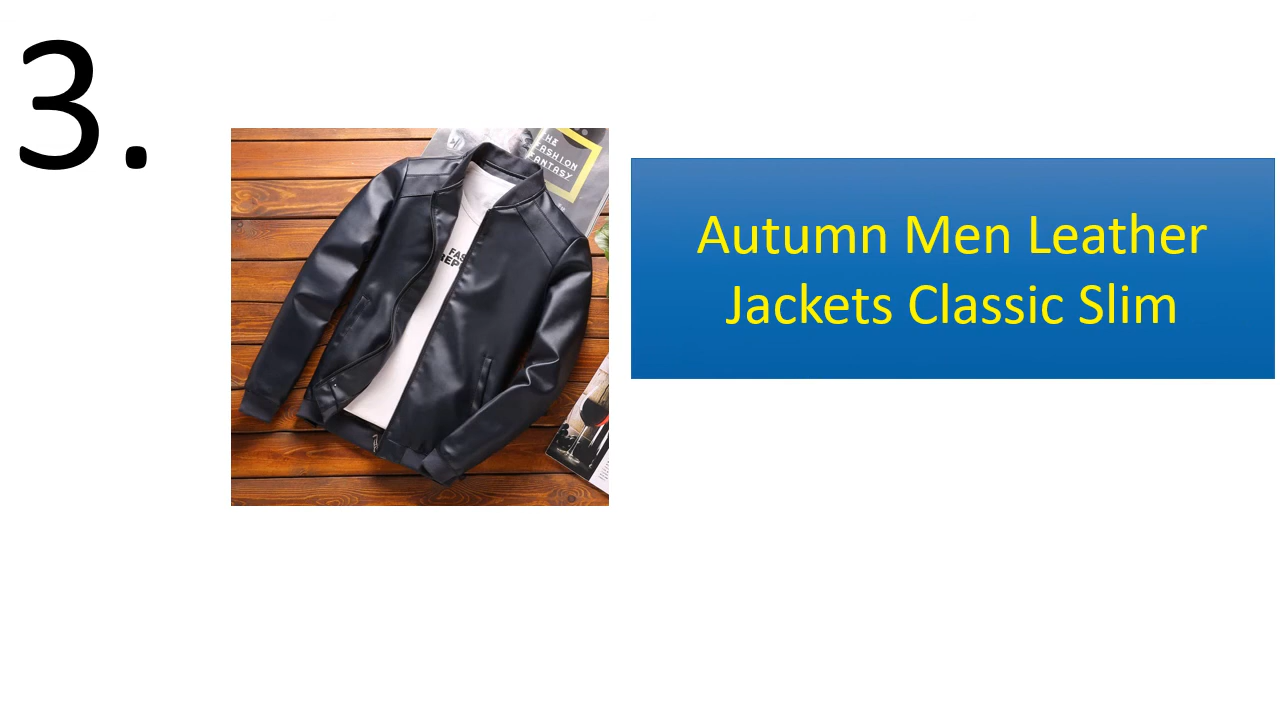 3.
THE
FASHION
FANTASY
Autumn Men Leather
Jackets Classic Slim